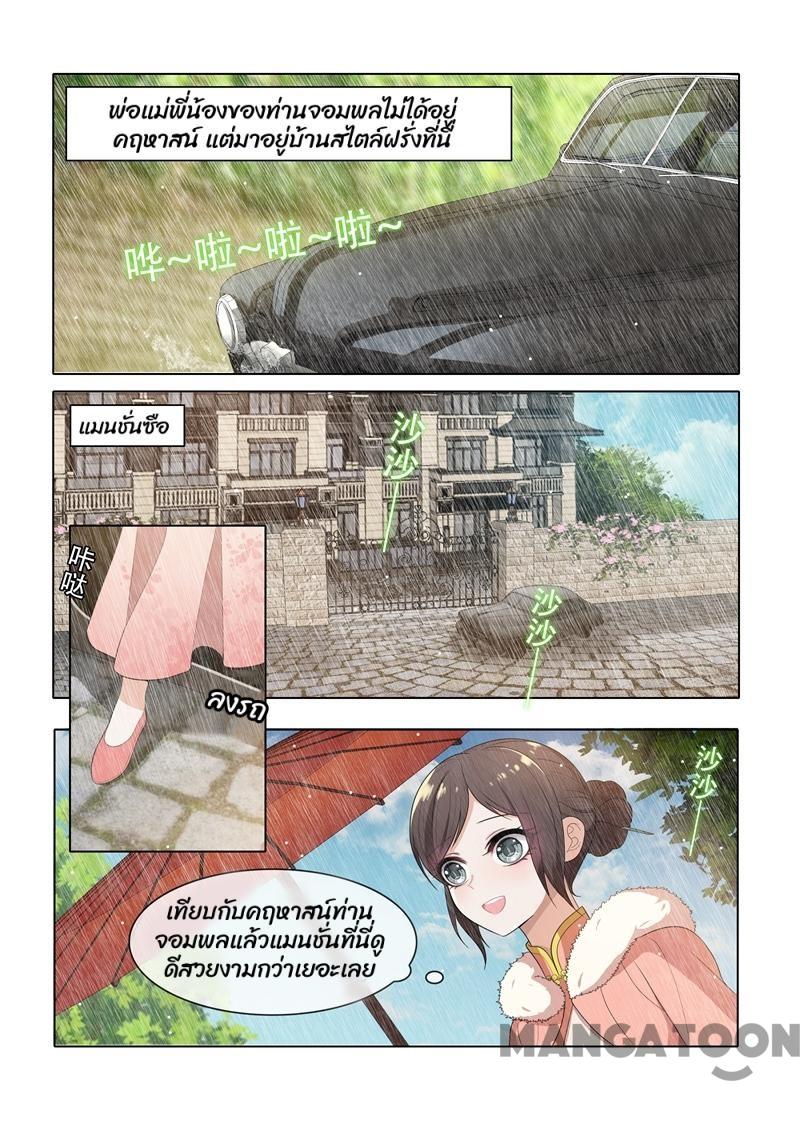 พ่อแม่พี่น้องของท่านจอมพลไม่ได้อยู่
คฤหาสน์ แต่มาอยู่บ้านสไตล์ฝรั่งที่นี่
哗~啦~啦~啦~
แมนชั่นซือ
沙沙——
咔哒
沙沙——
ลงรถ
沙沙——
เทียบกับคฤหาสน์ท่าน
จอมพลแล้วแมนชั่นที่นี่ดู
ดีสวยงามกว่าเยอะเลย
MANGATOON